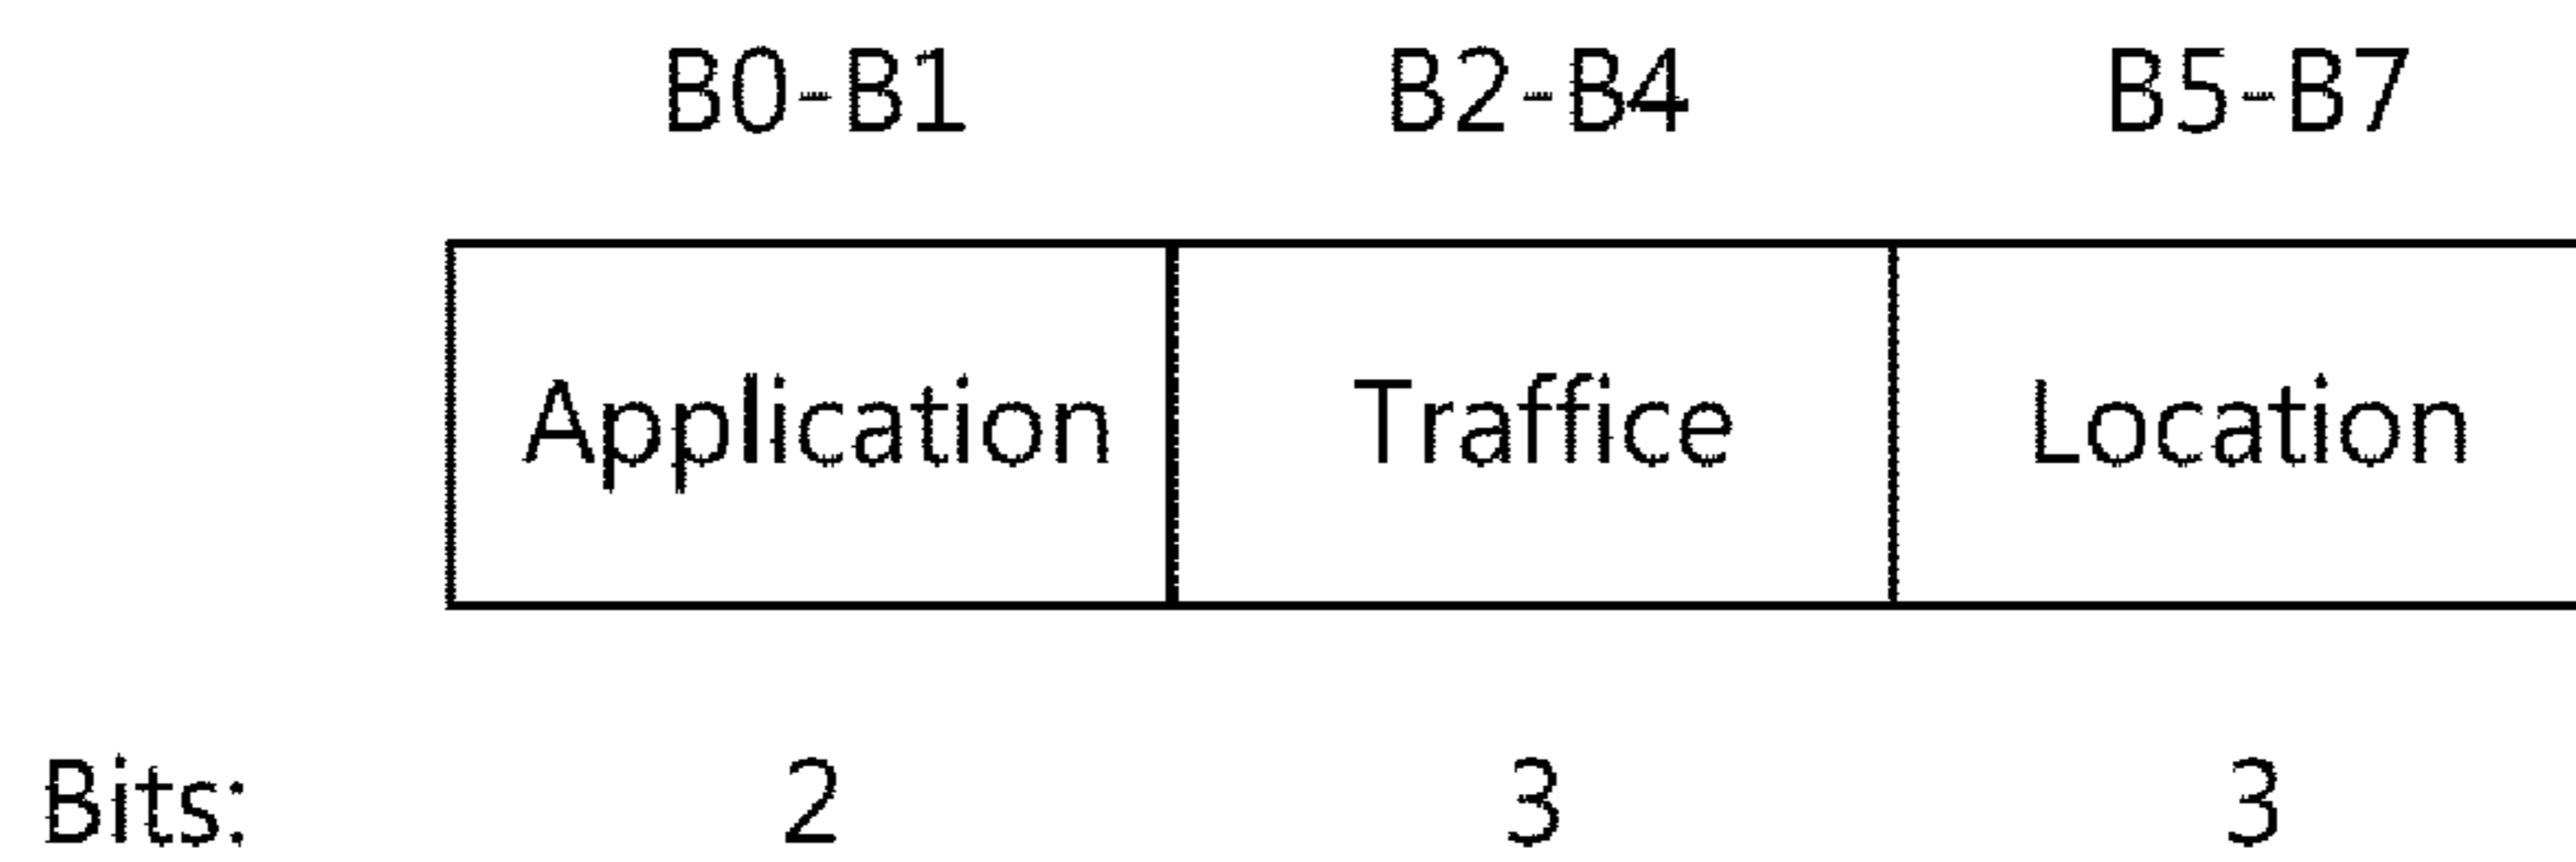 B0-B1 B2-B4 B5-B7
Application Traffice Location
Bits: 2 3 3